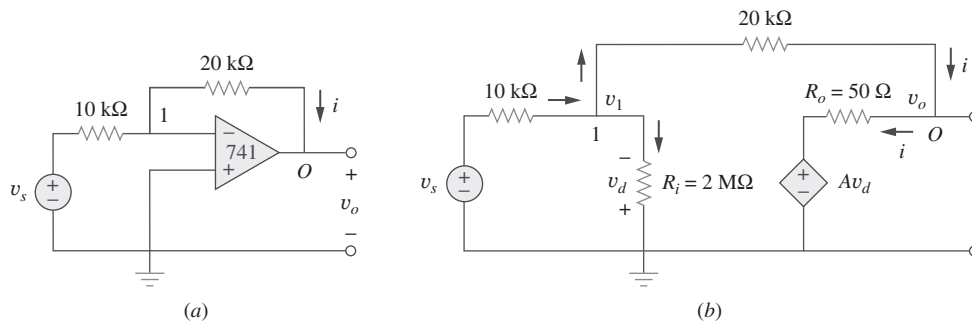 20 kΩ
i
10 kΩ
1
−
741
+
O
v_s
+
−
+
v_o
−
(a)
20 kΩ
i
R_o = 50 Ω
v_o
10 kΩ
v_1
1
O
i
−
v_s
+
−
v_d
R_i = 2 MΩ
+
−
Av_d
+
(b)